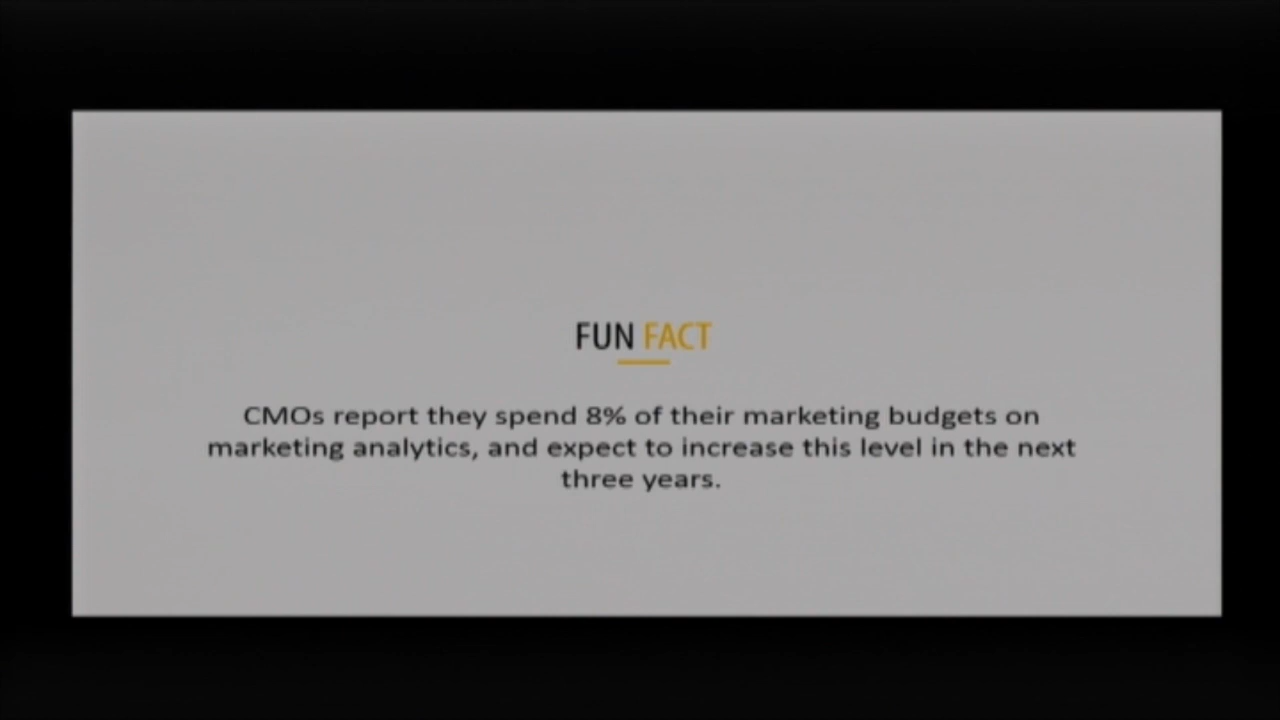 FUN FACT
CMOs report they spend 8% of their marketing budgets on
marketing analytics, and expect to increase this level in the next
three years.